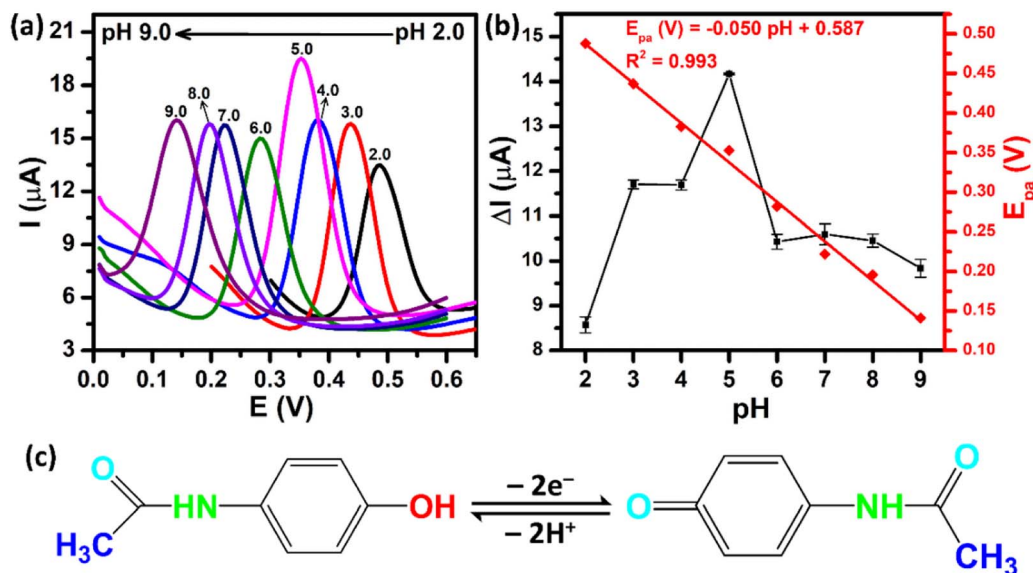 (a)
pH 9.0
pH 2.0
5.0
4.0
3.0
2.0
6.0
7.0
8.0
9.0
21
18
15
12
9
6
3
I (μA)
0.0 0.1 0.2 0.3 0.4 0.5 0.6
E (V)
(b)
Epa (V) = -0.050 pH + 0.587
R² = 0.993
15
14
13
12
11
10
9
8
ΔI (μA)
0.50
0.45
0.40
0.35
0.30
0.25
0.20
0.15
0.10
Epa (V)
2 3 4 5 6 7 8 9
pH
(c)
O
HN
H₃C
OH
– 2e⁻
– 2H⁺
O
NH
O
CH₃